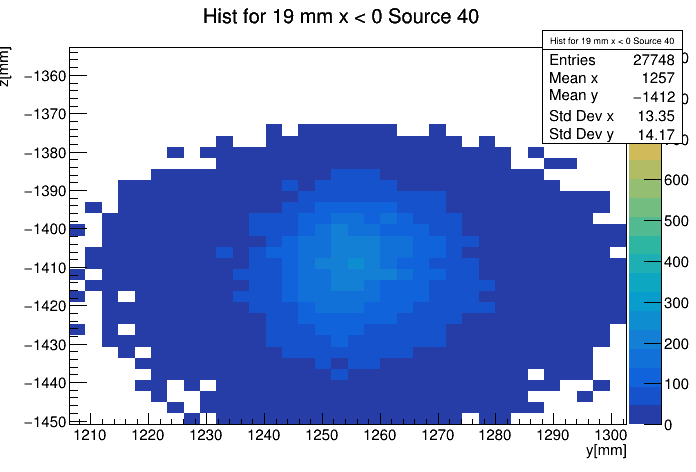 Hist for 19 mm x < 0 Source 40
Hist for 19 mm x < 0 Source 40
Entries 27748
Mean x 1257
Mean y −1412
Std Dev x 13.35
Std Dev y 14.17
z[mm]
−1360
−1370
−1380
−1390
−1400
−1410
−1420
−1430
−1440
−1450
1210 1220 1230 1240 1250 1260 1270 1280 1290 1300
y[mm]
600
500
400
300
200
100
0